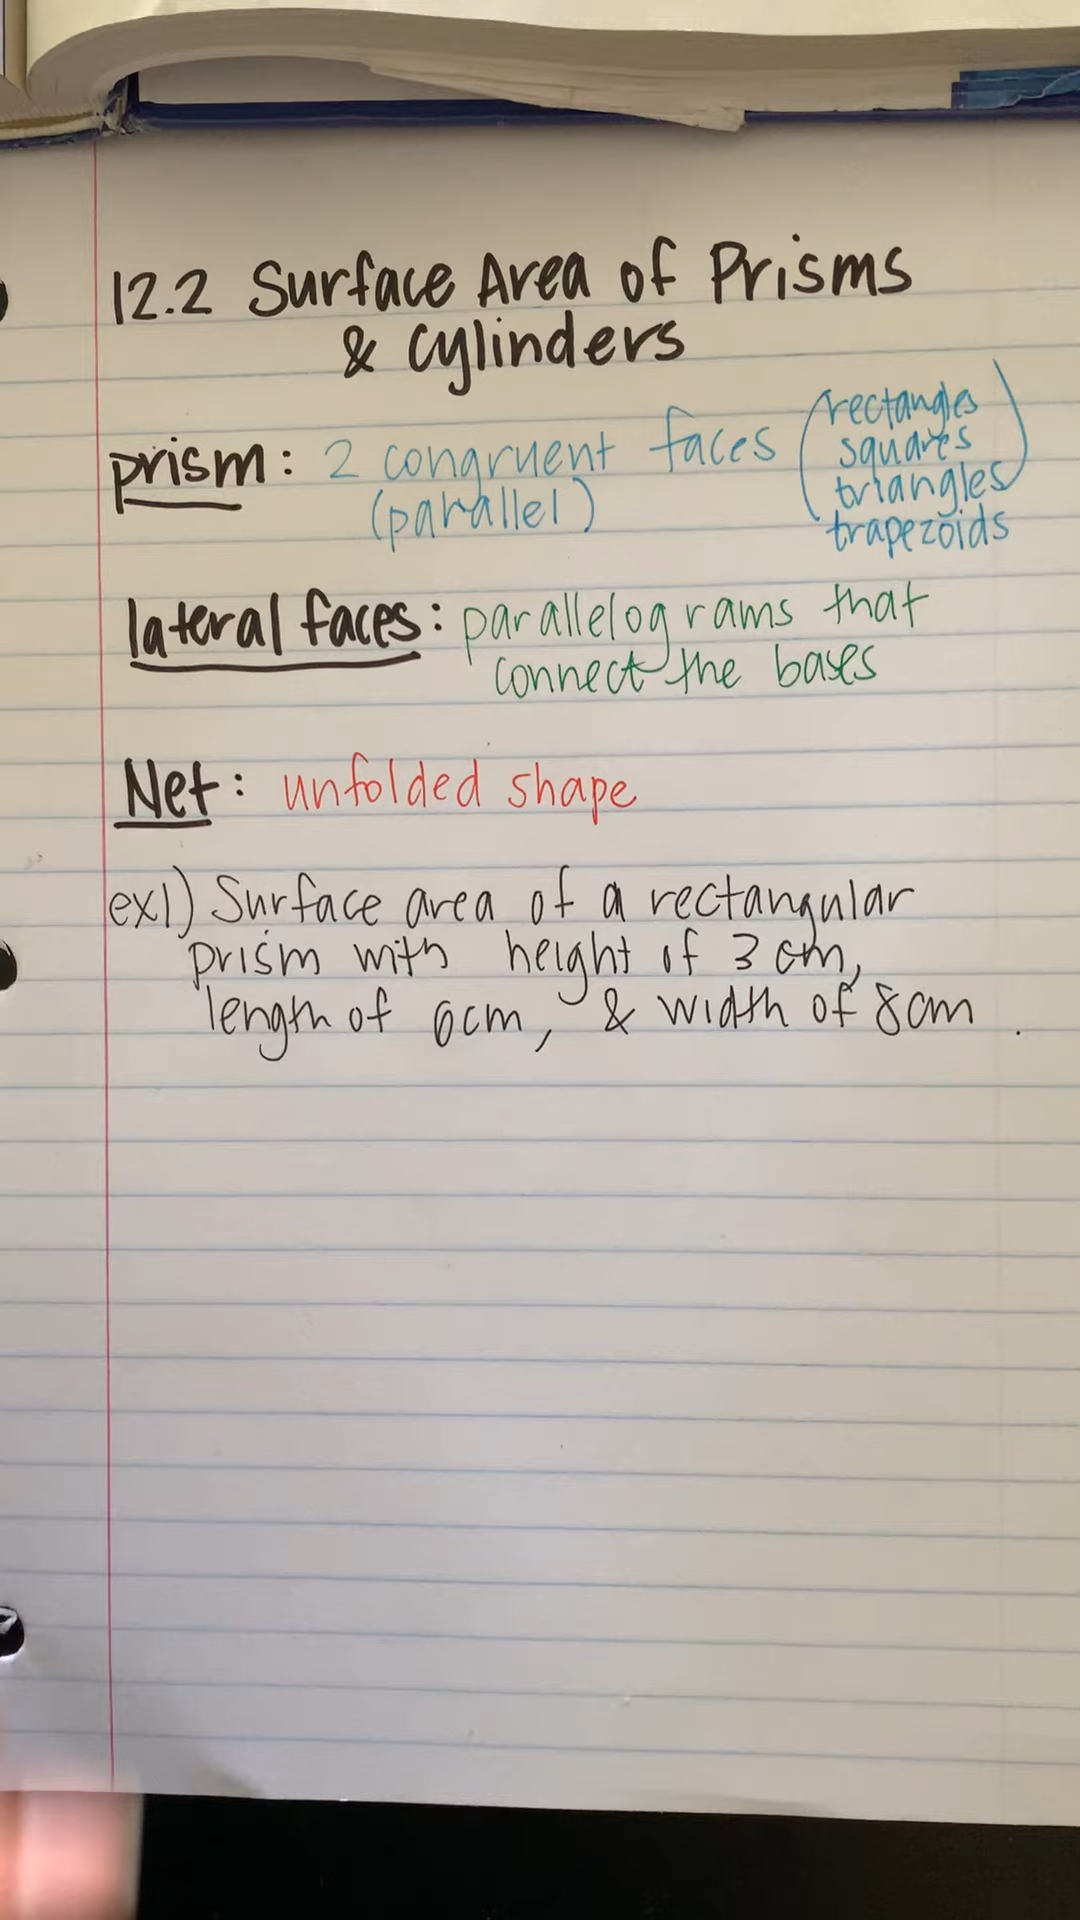 12.2 Surface Area of Prisms
& Cylinders
prism: 2 congruent faces
(parallel)
(rectangles
squares
triangles)
trapezoids
lateral faces: parallelograms that
connect the bases
Net: unfolded shape
ex1) Surface area of a rectangular
prism with height of 3 cm,
length of 6cm, & width of 8cm.